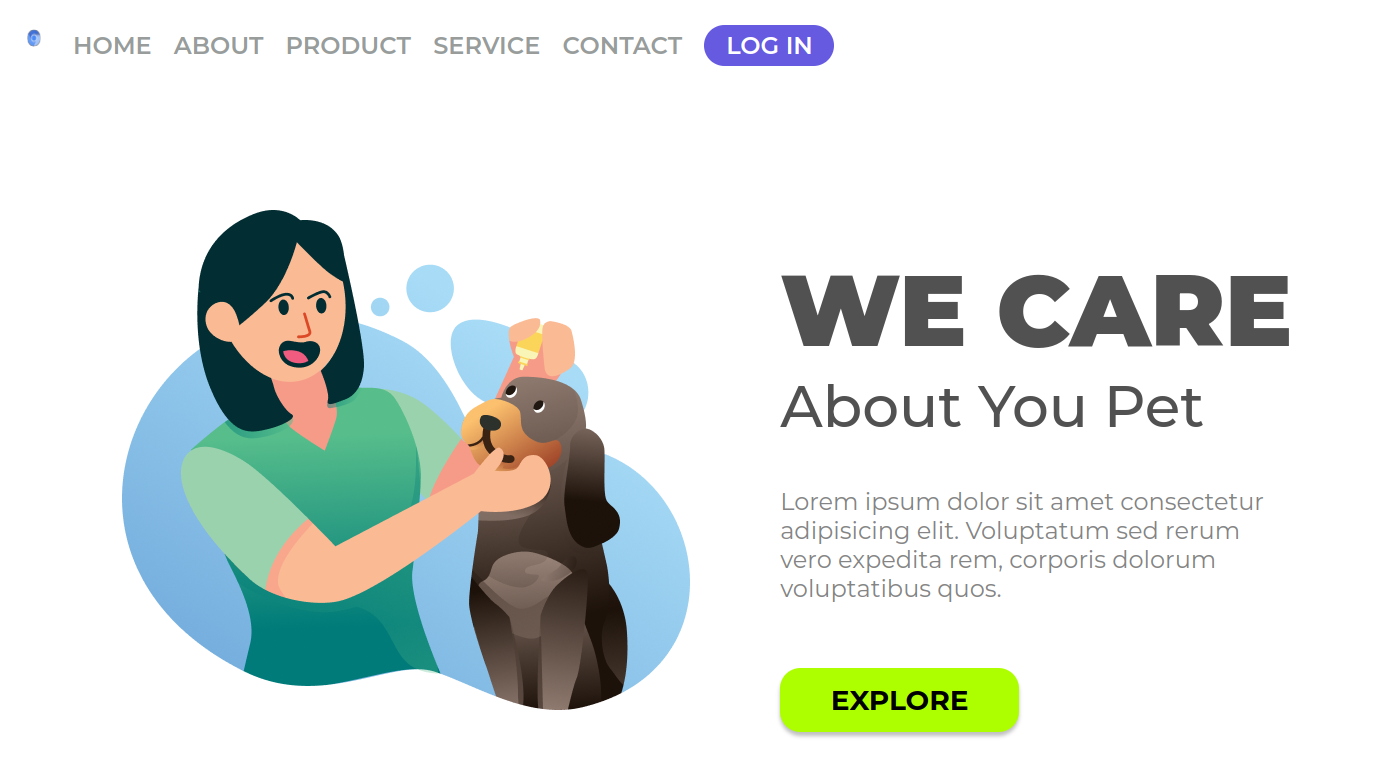 HOME ABOUT PRODUCT SERVICE CONTACT LOG IN
WE CARE
About You Pet
Lorem ipsum dolor sit amet consectetur
adipisicing elit. Voluptatum sed rerum
vero expedita rem, corporis dolorum
voluptatibus quos.
EXPLORE